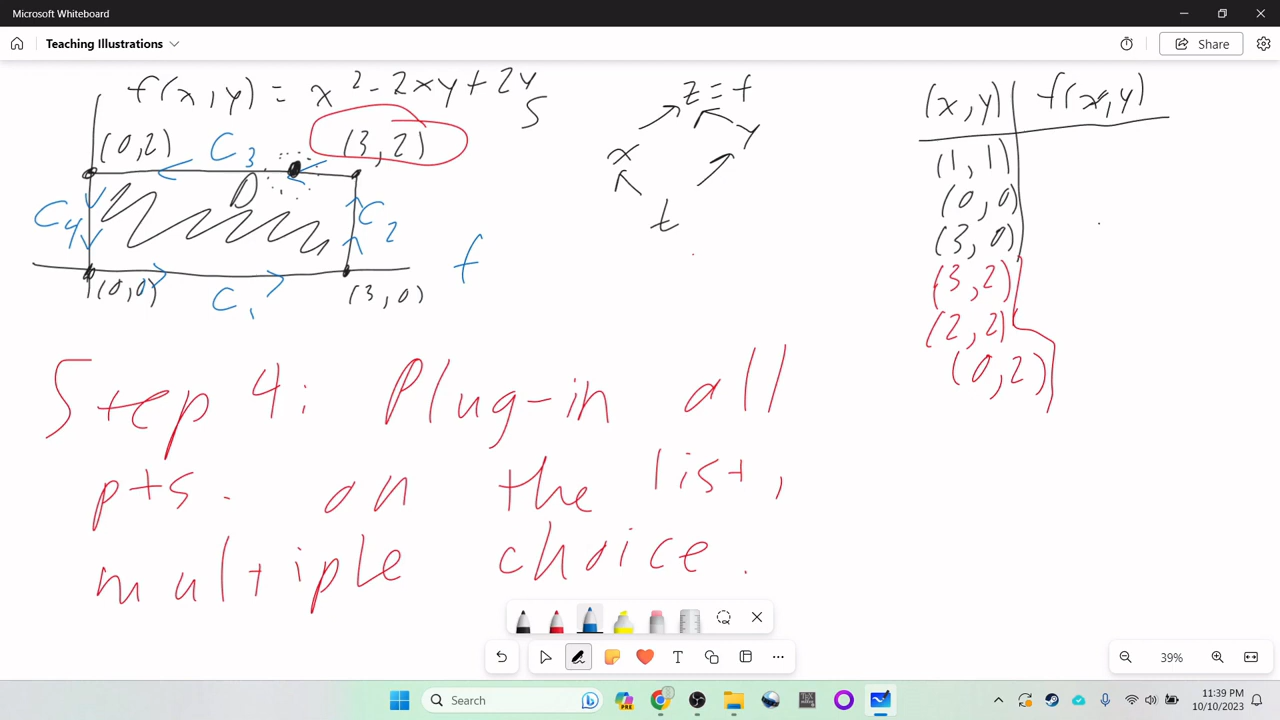 Microsoft Whiteboard
Teaching Illustrations
Share
f(x,y) = x² - 2xy + 2y
S
(0,2)
C3
(3,2)
D
C4
C2
f
(0,0)
C1
(3,0)
z = f
x
y
t
(x,y) f(x,y)
(1,1)
(0,0)
(3,0)
(3,2)
(2,2)
(0,2)
Step 4: Plug-in all
pts. on the list,
multiple choice.
39%
Search
PRE
11:39 PM
10/10/2023